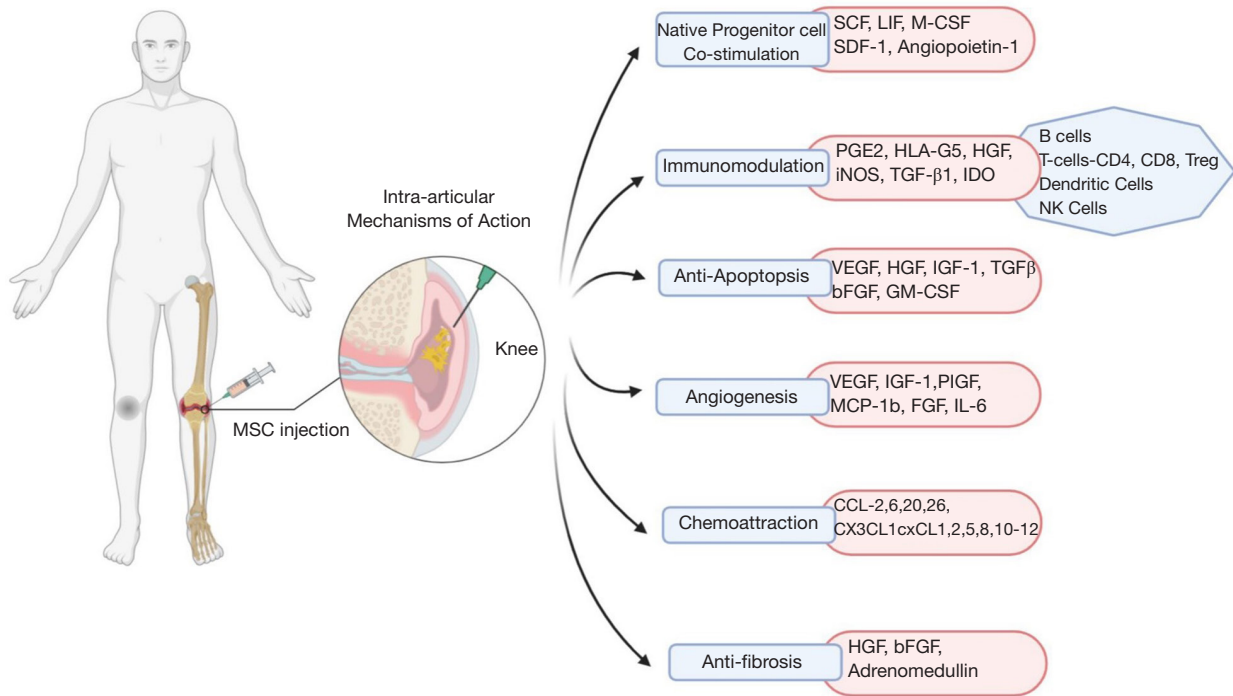 Intra-articular
Mechanisms of Action
Knee
MSC injection
Native Progenitor cell
Co-stimulation
SCF, LIF, M-CSF
SDF-1, Angiopoietin-1
Immunomodulation
PGE2, HLA-G5, HGF,
iNOS, TGF-β1, IDO
B cells
T-cells-CD4, CD8, Treg
Dendritic Cells
NK Cells
Anti-Apoptopsis
VEGF, HGF, IGF-1, TGFβ
bFGF, GM-CSF
Angiogenesis
VEGF, IGF-1,PIGF,
MCP-1b, FGF, IL-6
Chemoattraction
CCL-2,6,20,26,
CX3CL1cxCL1,2,5,8,10-12
Anti-fibrosis
HGF, bFGF,
Adrenomedullin